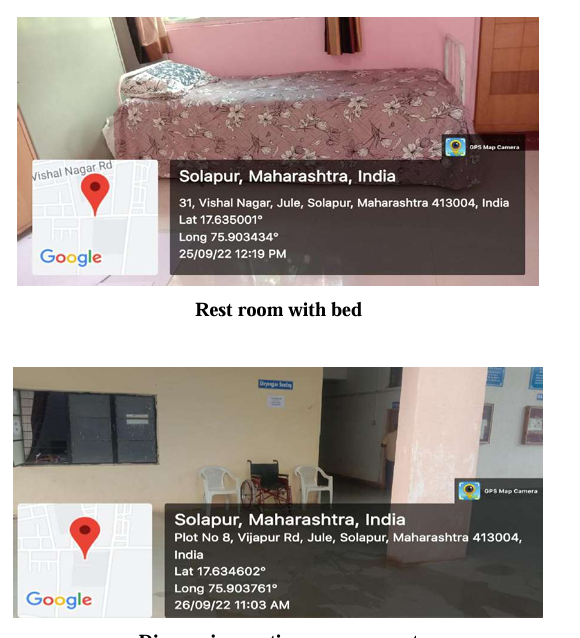 Vishal Nagar Rd
Google
GPS Map Camera
Solapur, Maharashtra, India
31, Vishal Nagar, Jule, Solapur, Maharashtra 413004, India
Lat 17.635001°
Long 75.903434°
25/09/22 12:19 PM
Rest room with bed
Google
GPS Map Camera
Solapur, Maharashtra, India
Plot No 8, Vijapur Rd, Jule, Solapur, Maharashtra 413004,
India
Lat 17.634602°
Long 75.903761°
26/09/22 11:03 AM